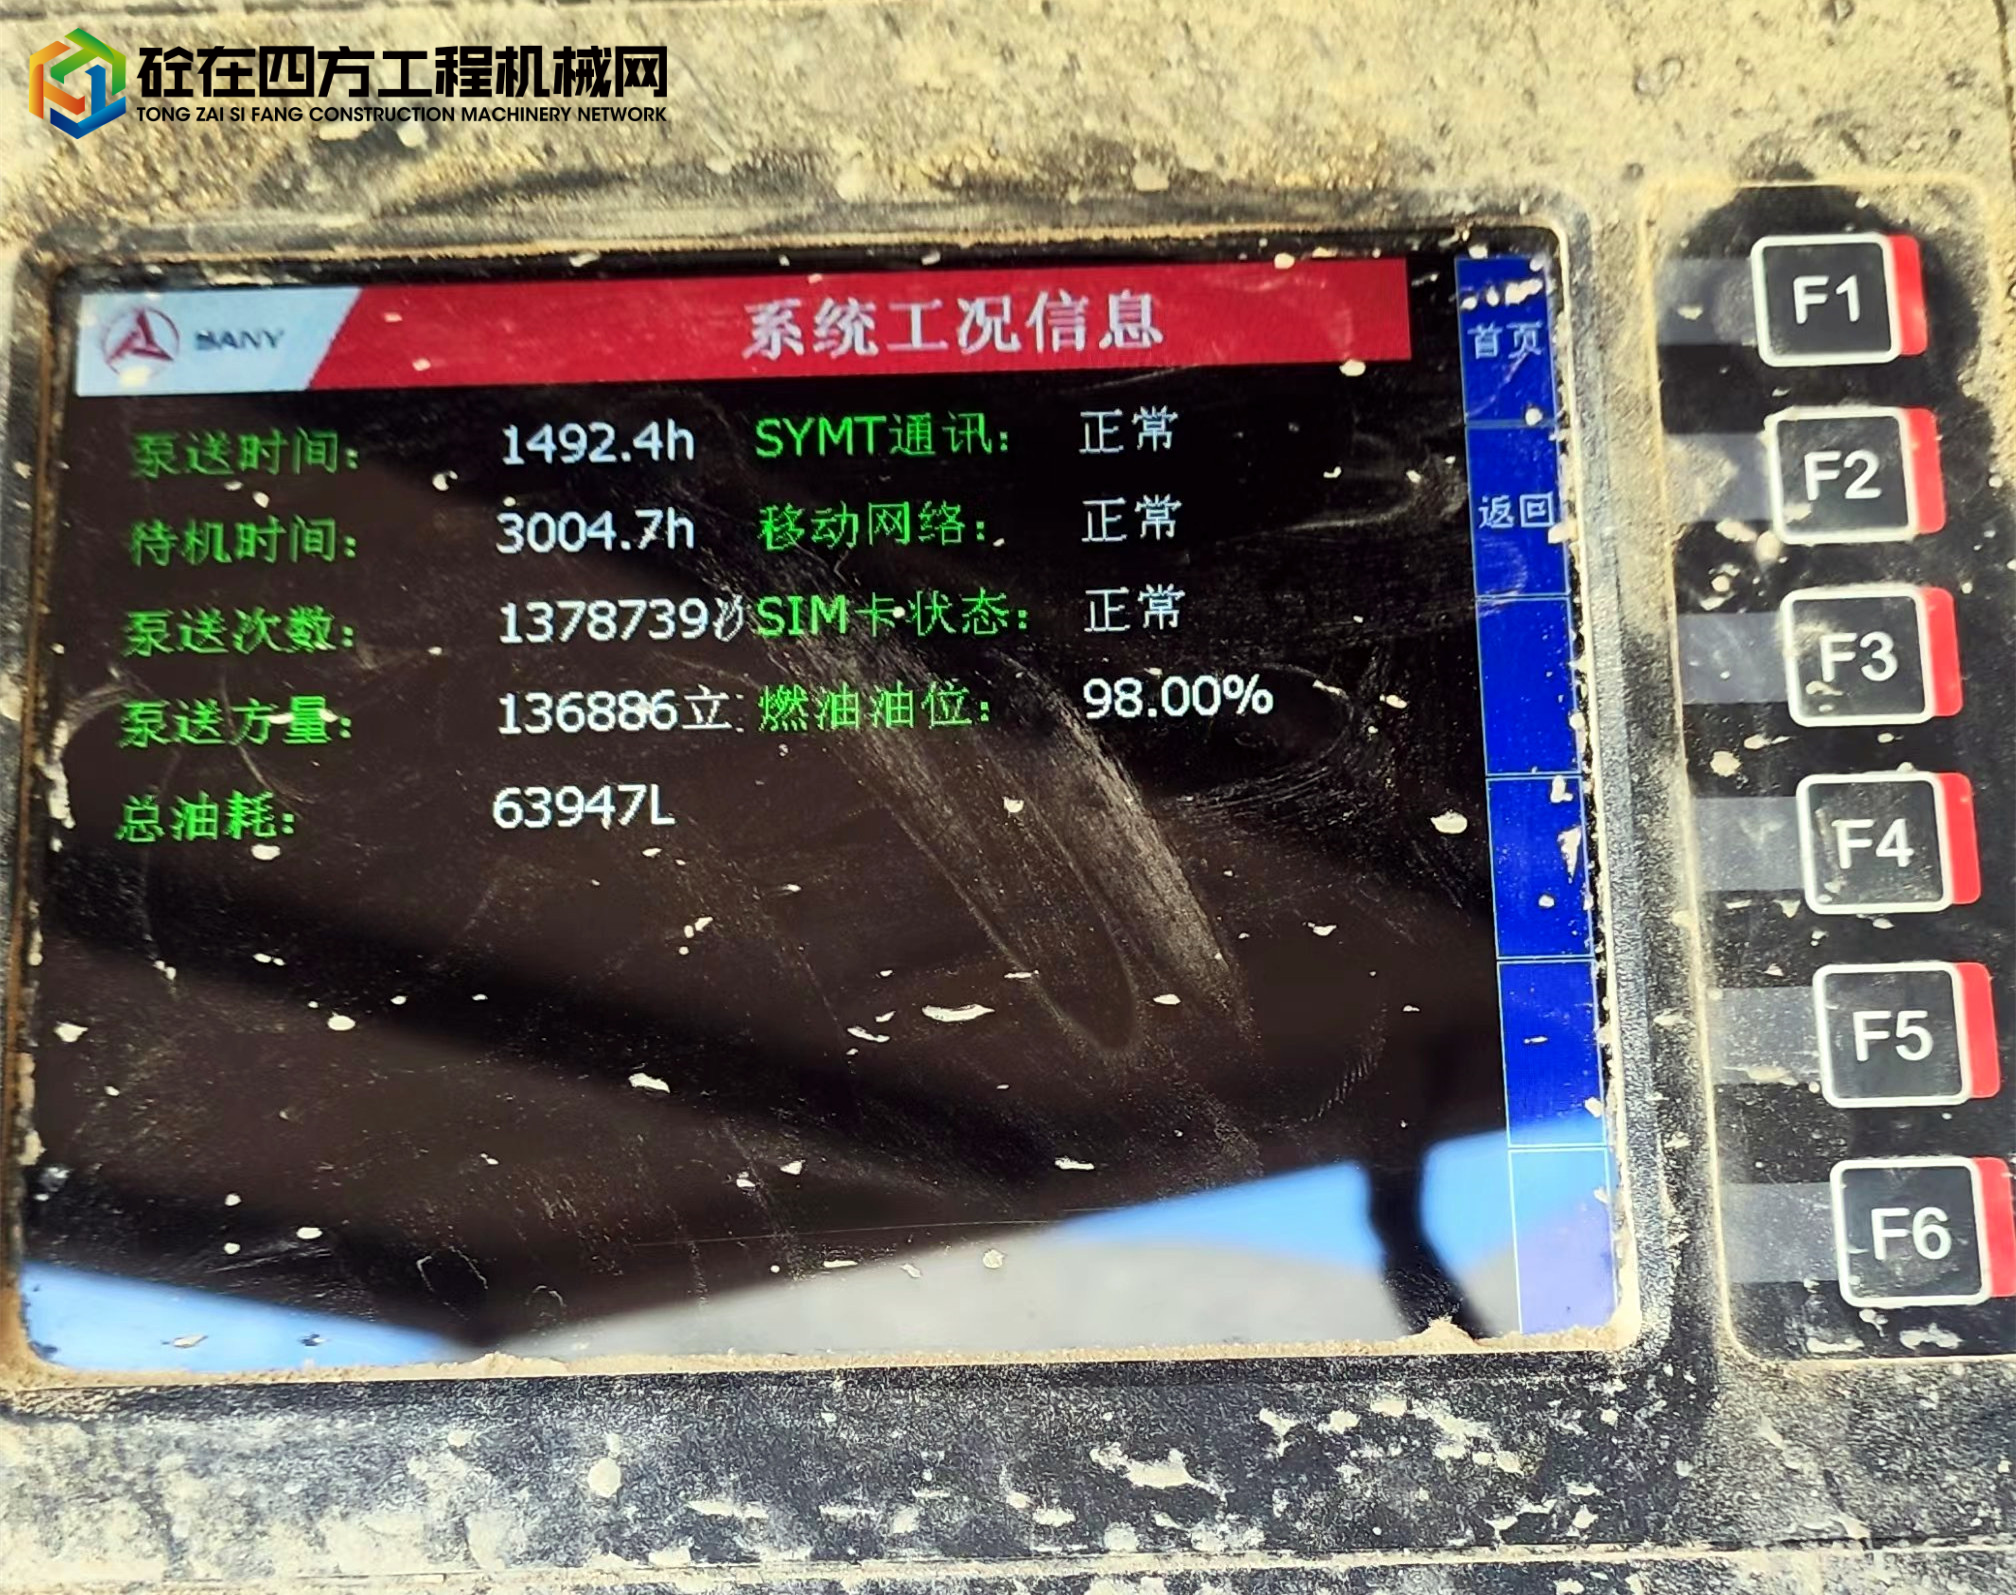 砼在四方工程机械网
TONG ZAI SI FANG CONSTRUCTION MACHINERY NETWORK
SANY
系统工况信息
首页
泵送时间: 1492.4h SYMT通讯: 正常
待机时间: 3004.7h 移动网络: 正常
返回
泵送次数: 1378739 SIM卡状态: 正常
泵送方量: 136886立 燃油油位: 98.00%
总油耗: 63947L
F1
F2
F3
F4
F5
F6